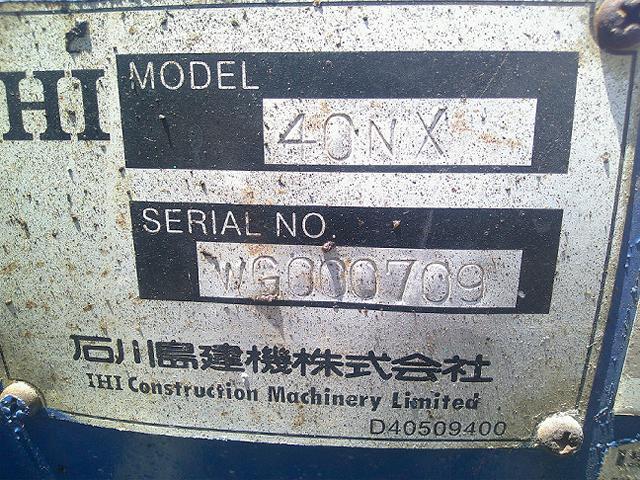 IHI
MODEL
40NX
SERIAL NO.
WG000709
石川島建機株式会社
IHI Construction Machinery Limited
D40509400